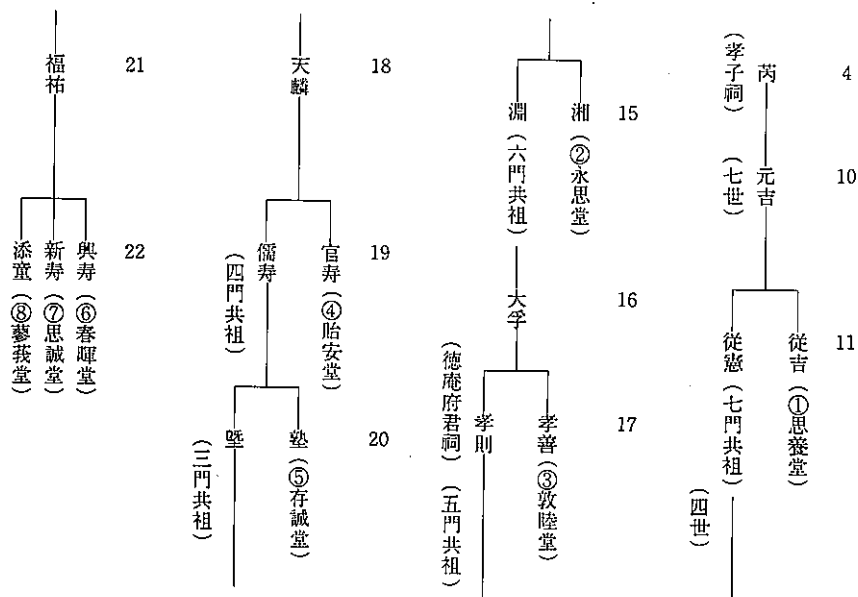 4
芮
(孝子祠)
10
元吉
(七世)
11
従吉(①思養堂)
従憲(七門共祖)
(四世)
15
湘(②永思堂)
淵(六門共祖)
16
大孚
17
孝善(③敦陸堂)
孝則
(徳庵府君祠)(五門共祖)
18
天麟
19
官寿(④貽安堂)
儒寿
(四門共祖)
20
塾(⑤存誠堂)
塈
(三門共祖)
21
福祐
22
興寿(⑥春暉堂)
新寿(⑦思誠堂)
添童(⑧蓼莪堂)